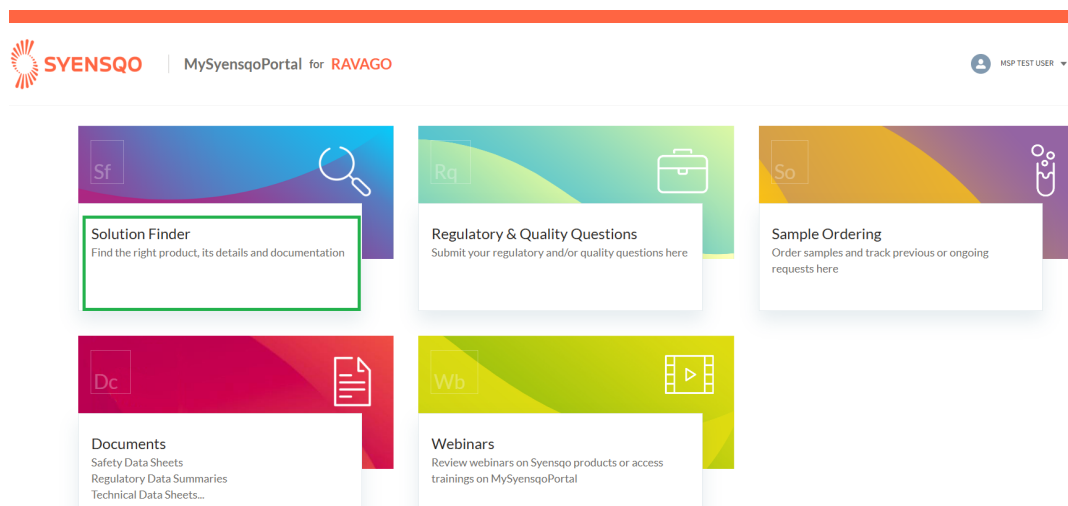 SYENSQO
MySyensqoPortal for RAVAGO
MSP TEST USER
Sf
Rq
So
Solution Finder
Find the right product, its details and documentation
Regulatory & Quality Questions
Submit your regulatory and/or quality questions here
Sample Ordering
Order samples and track previous or ongoing
requests here
Dc
Wb
Documents
Safety Data Sheets
Regulatory Data Summaries
Technical Data Sheets...
Webinars
Review webinars on Syensqo products or access
trainings on MySyensqoPortal